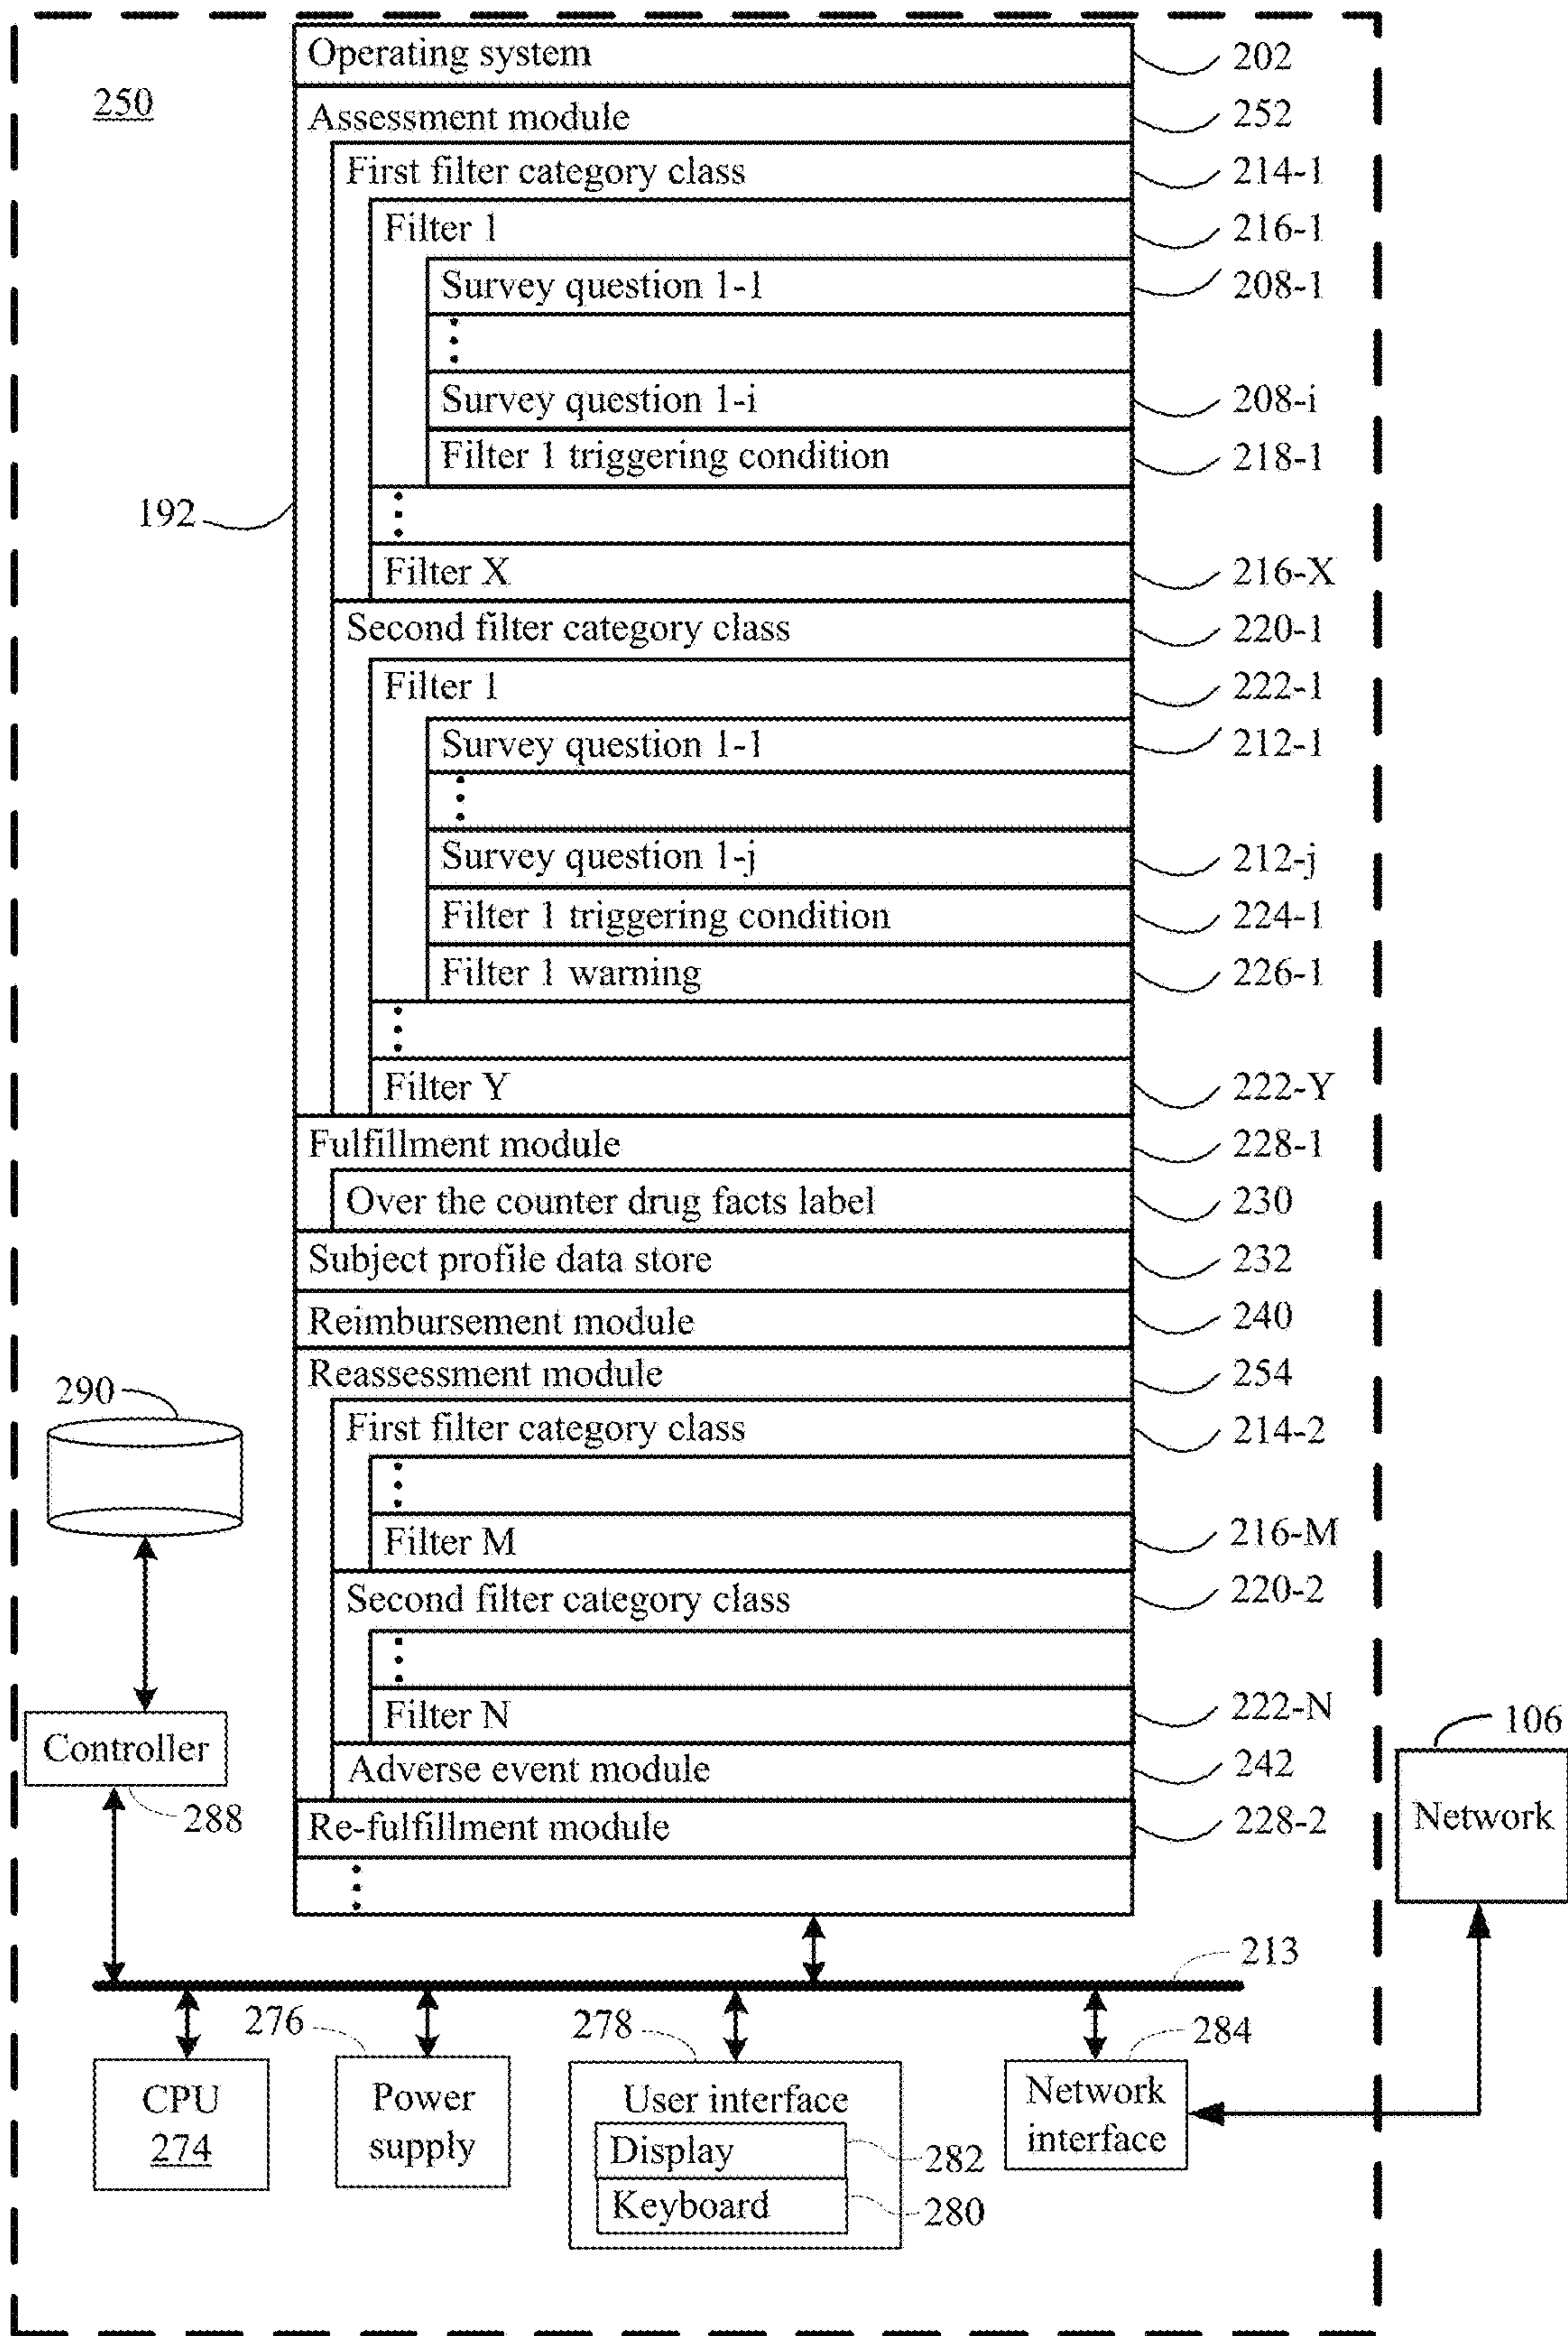 250
Operating system 202
Assessment module 252
First filter category class 214-1
Filter 1 216-1
Survey question 1-1 208-1
Survey question 1-i 208-i
Filter 1 triggering condition 218-1
192
Filter X 216-X
Second filter category class 220-1
Filter 1 222-1
Survey question 1-1 212-1
Survey question 1-j 212-j
Filter 1 triggering condition 224-1
Filter 1 warning 226-1
Filter Y 222-Y
Fulfillment module 228-1
Over the counter drug facts label 230
Subject profile data store 232
Reimbursement module 240
Reassessment module 254
290
First filter category class 214-2
Filter M 216-M
Second filter category class 220-2
Filter N 222-N
106
Controller
Adverse event module 242
288
Network
Re-fulfillment module 228-2
213
276
278
284
CPU
274
Power
supply
User interface
Display 282
Keyboard 280
Network
interface